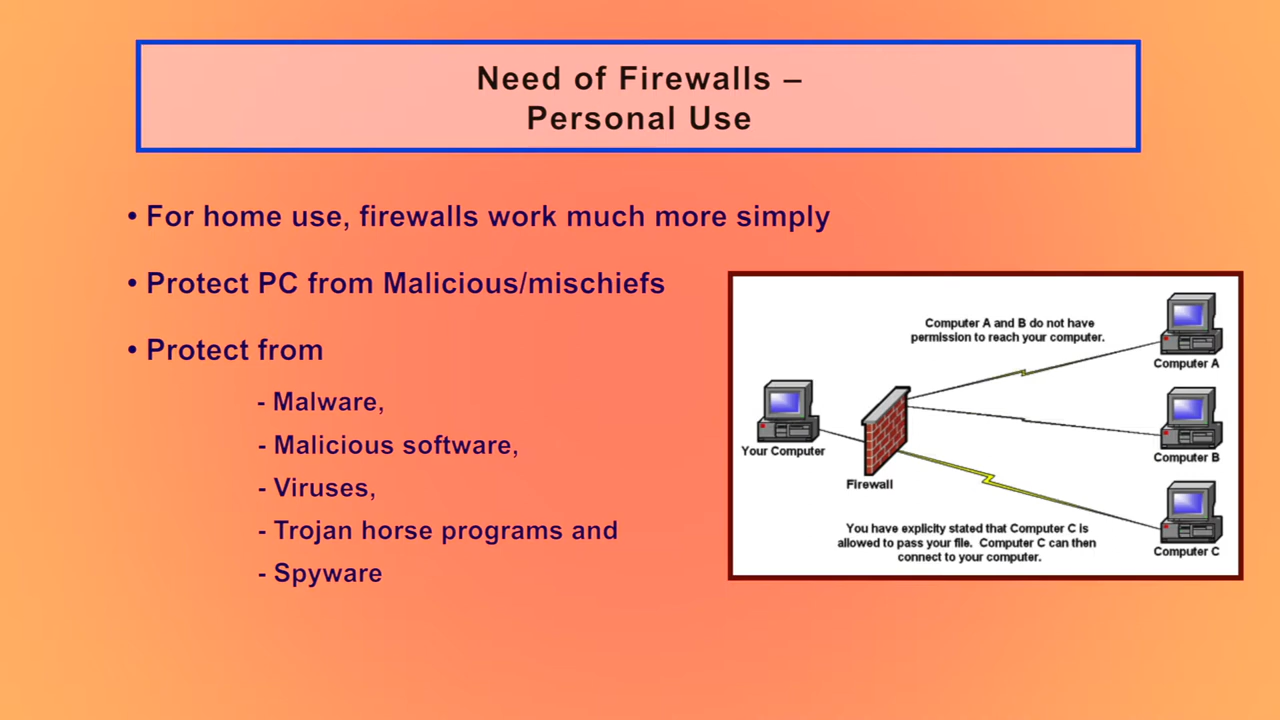 Need of Firewalls –
Personal Use
• For home use, firewalls work much more simply
• Protect PC from Malicious/mischiefs
• Protect from
- Malware,
- Malicious software,
- Viruses,
- Trojan horse programs and
- Spyware
Computer A and B do not have
permission to reach your computer.
Computer A
Your Computer
Firewall
Computer B
You have explicity stated that Computer C is
allowed to pass your file. Computer C can then
connect to your computer.
Computer C